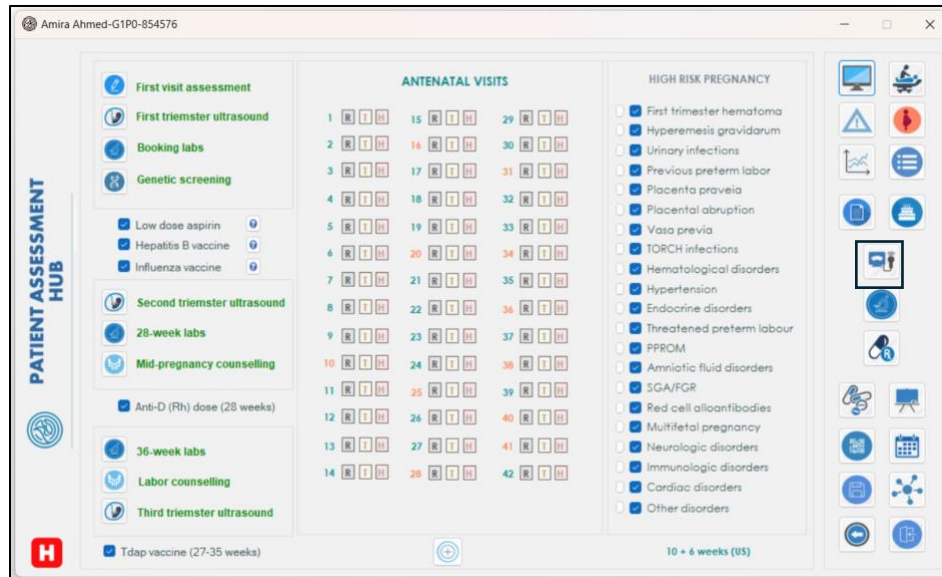 Amira Ahmed-G1P0-854576
PATIENT ASSESSMENT
HUB
First visit assessment
First triemster ultrasound
Booking labs
Genetic screening
Low dose aspirin
Hepatitis B vaccine
Influenza vaccine
Second triemster ultrasound
28-week labs
Mid-pregnancy counselling
Anti-D (Rh) dose (28 weeks)
36-week labs
Labor counselling
Third triemster ultrasound
H
Tdap vaccine (27-35 weeks)
ANTENATAL VISITS
1 R T H 15 R T H 29 R T H
2 R T H 16 R T H 30 R T H
3 R T H 17 R T H 31 R T H
4 R T H 18 R T H 32 R T H
5 R T H 19 R T H 33 R T H
6 R T H 20 R T H 34 R T H
7 R T H 21 R T H 35 R T H
8 R T H 22 R T H 36 R T H
9 R T H 23 R T H 37 R T H
10 R T H 24 R T H 38 R T H
11 R T H 25 R T H 39 R T H
12 R T H 26 R T H 40 R T H
13 R T H 27 R T H 41 R T H
14 R T H 28 R T H 42 R T H
HIGH RISK PREGNANCY
First trimester hematoma
Hyperemesis gravidarum
Urinary infections
Previous preterm labor
Placenta praveia
Placental abruption
Vasa previa
TORCH infections
Hematological disorders
Hypertension
Endocrine disorders
Threatened preterm labour
PPROM
Amniotic fluid disorders
SGA/FGR
Red cell alloantibodies
Multifetal pregnancy
Neurologic disorders
Immunologic disorders
Cardiac disorders
Other disorders
10 + 6 weeks (US)
R